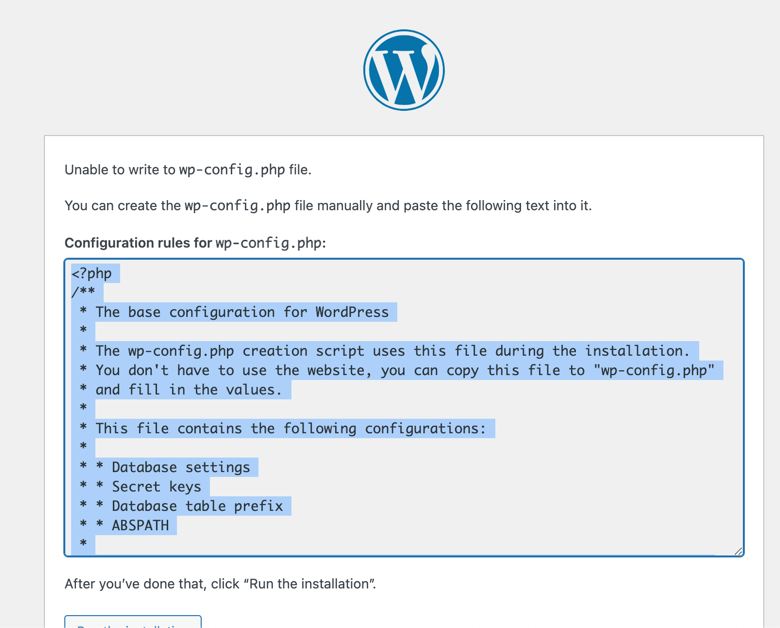 Unable to write to wp-config.php file.
You can create the wp-config.php file manually and paste the following text into it.
Configuration rules for wp-config.php:
<?php
/**
 * The base configuration for WordPress
 *
 * The wp-config.php creation script uses this file during the installation.
 * You don't have to use the website, you can copy this file to "wp-config.php"
 * and fill in the values.
 *
 * This file contains the following configurations:
 *
 * * Database settings
 * * Secret keys
 * * Database table prefix
 * * ABSPATH
 *
After you’ve done that, click “Run the installation”.